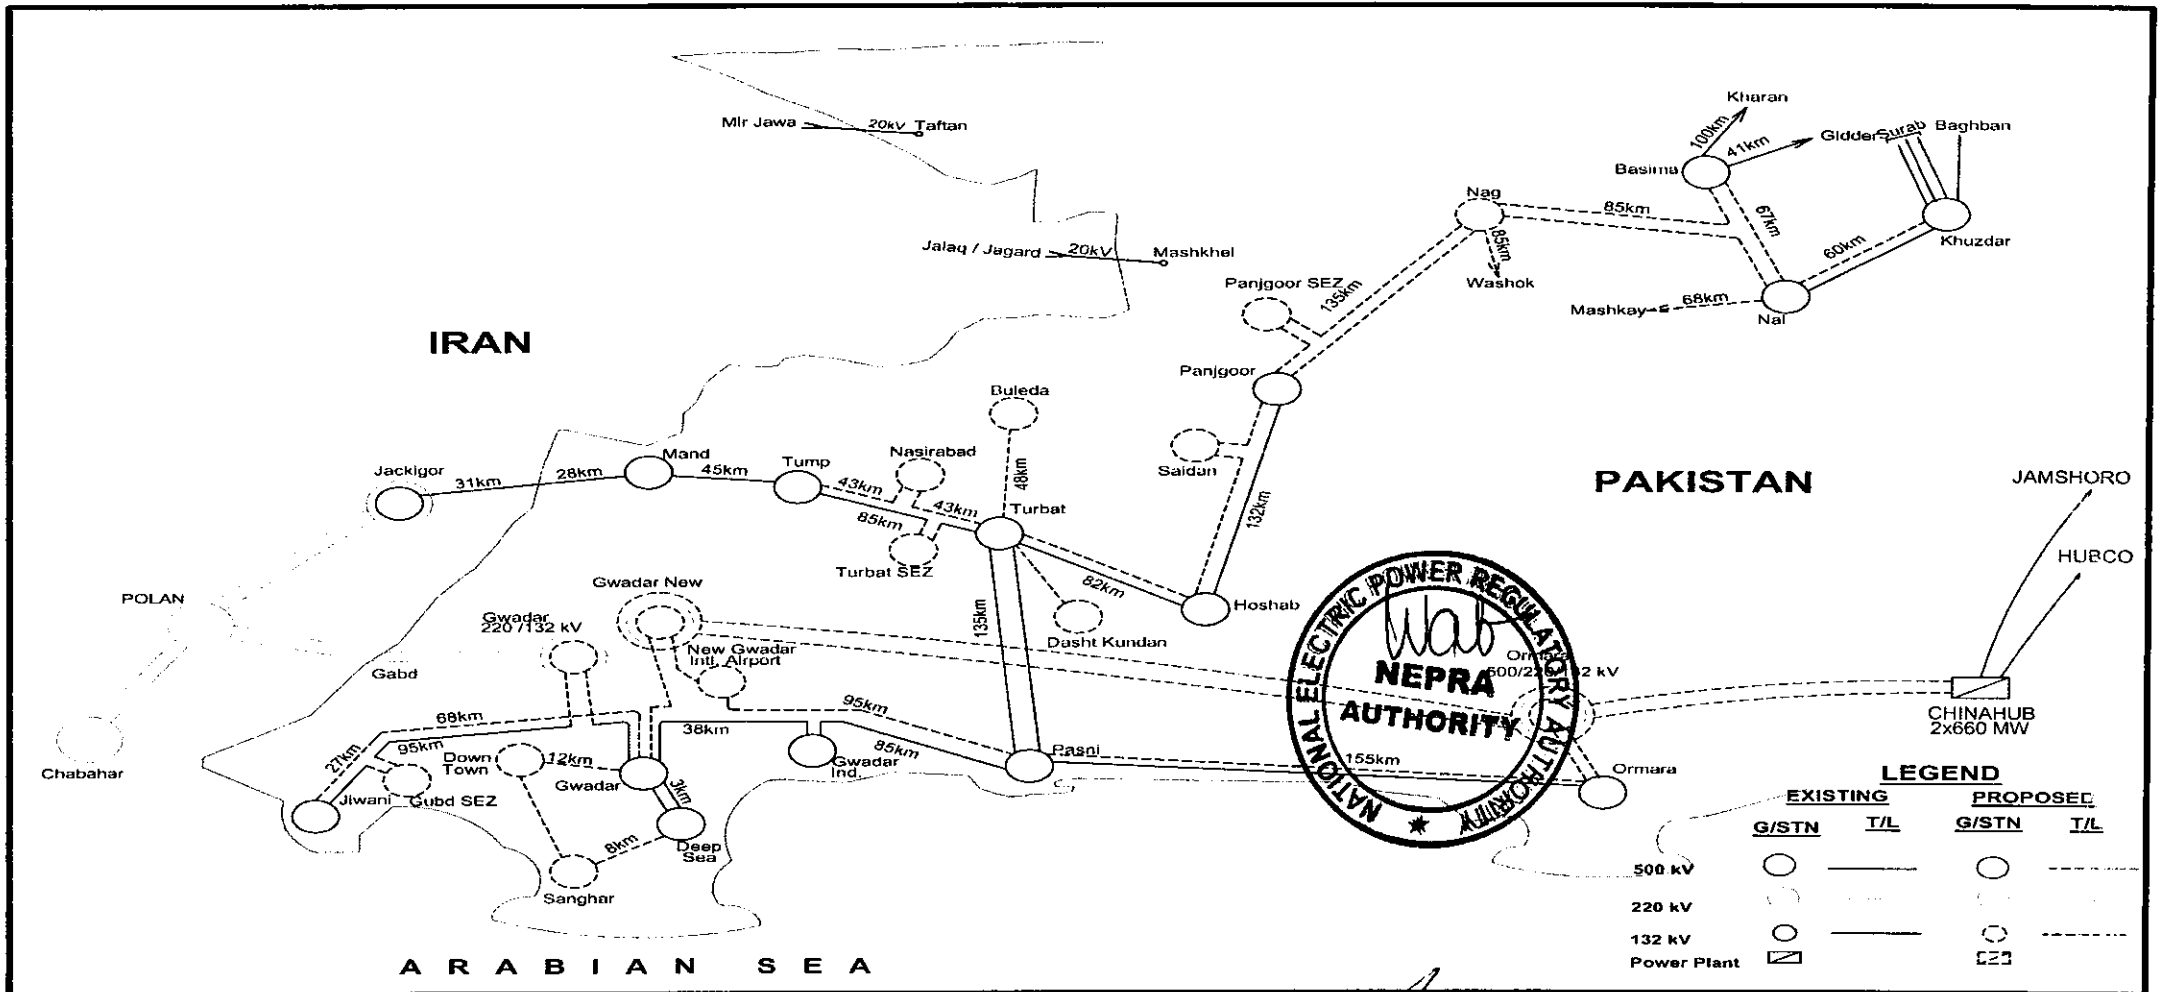 Kharan
100km
41km
Gidder
Surab
Baghban
Mir Jawa
20kV
Taftan
Basima
Nag
85km
67km
Khuzdar
60km
Jalaq / Jagard
20kV
Mashkhel
85km
Washok
Panjgoor SEZ
135km
Mashkay
68km
Nal
IRAN
Panjgoor
Buleda
Saidan
PAKISTAN
JAMSHORO
Jackigor
31km
28km
Mand
45km
Tump
43km
Nasirabad
48km
43km
Turbat
85km
132km
Turbat SEZ
HUBCO
Gwadar New
82km
Hoshab
POLAN
Gwadar
220 /132 kV
135km
Dasht Kundan
New Gwadar
Intl. Airport
Gabd
NATIONAL ELECTRIC POWER REGULATORY AUTHORITY
NEPRA
AUTHORITY
CHINAHUB
2x660 MW
68km
95km
38km
95km
85km
27km
Down
Town
12km
Gwadar
3km
Gwadar
Ind.
Pasni
155km
Ormara
Chabahar
Jiwani
Gubd SEZ
8km
Deep
Sea
Sanghar
ARABIAN SEA
LEGEND
EXISTING PROPOSED
G/STN T/L G/STN T/L
500 kV
220 kV
132 kV
Power Plant